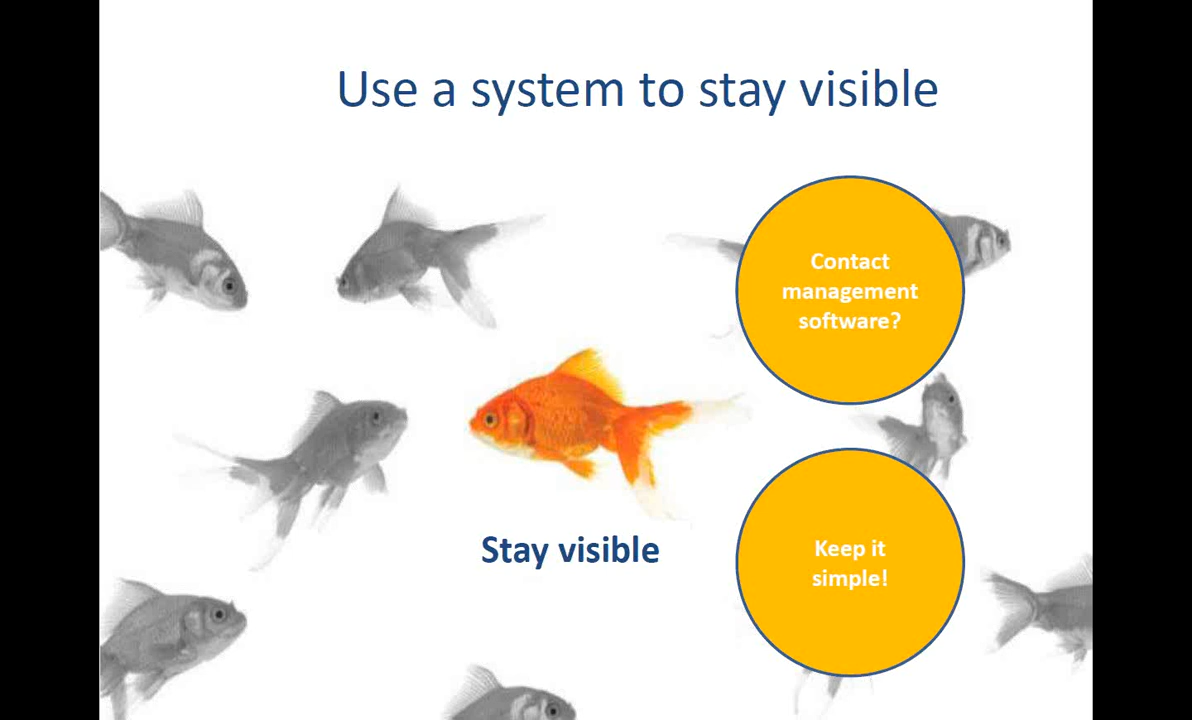 Use a system to stay visible
Contact
management
software?
Stay visible
Keep it
simple!